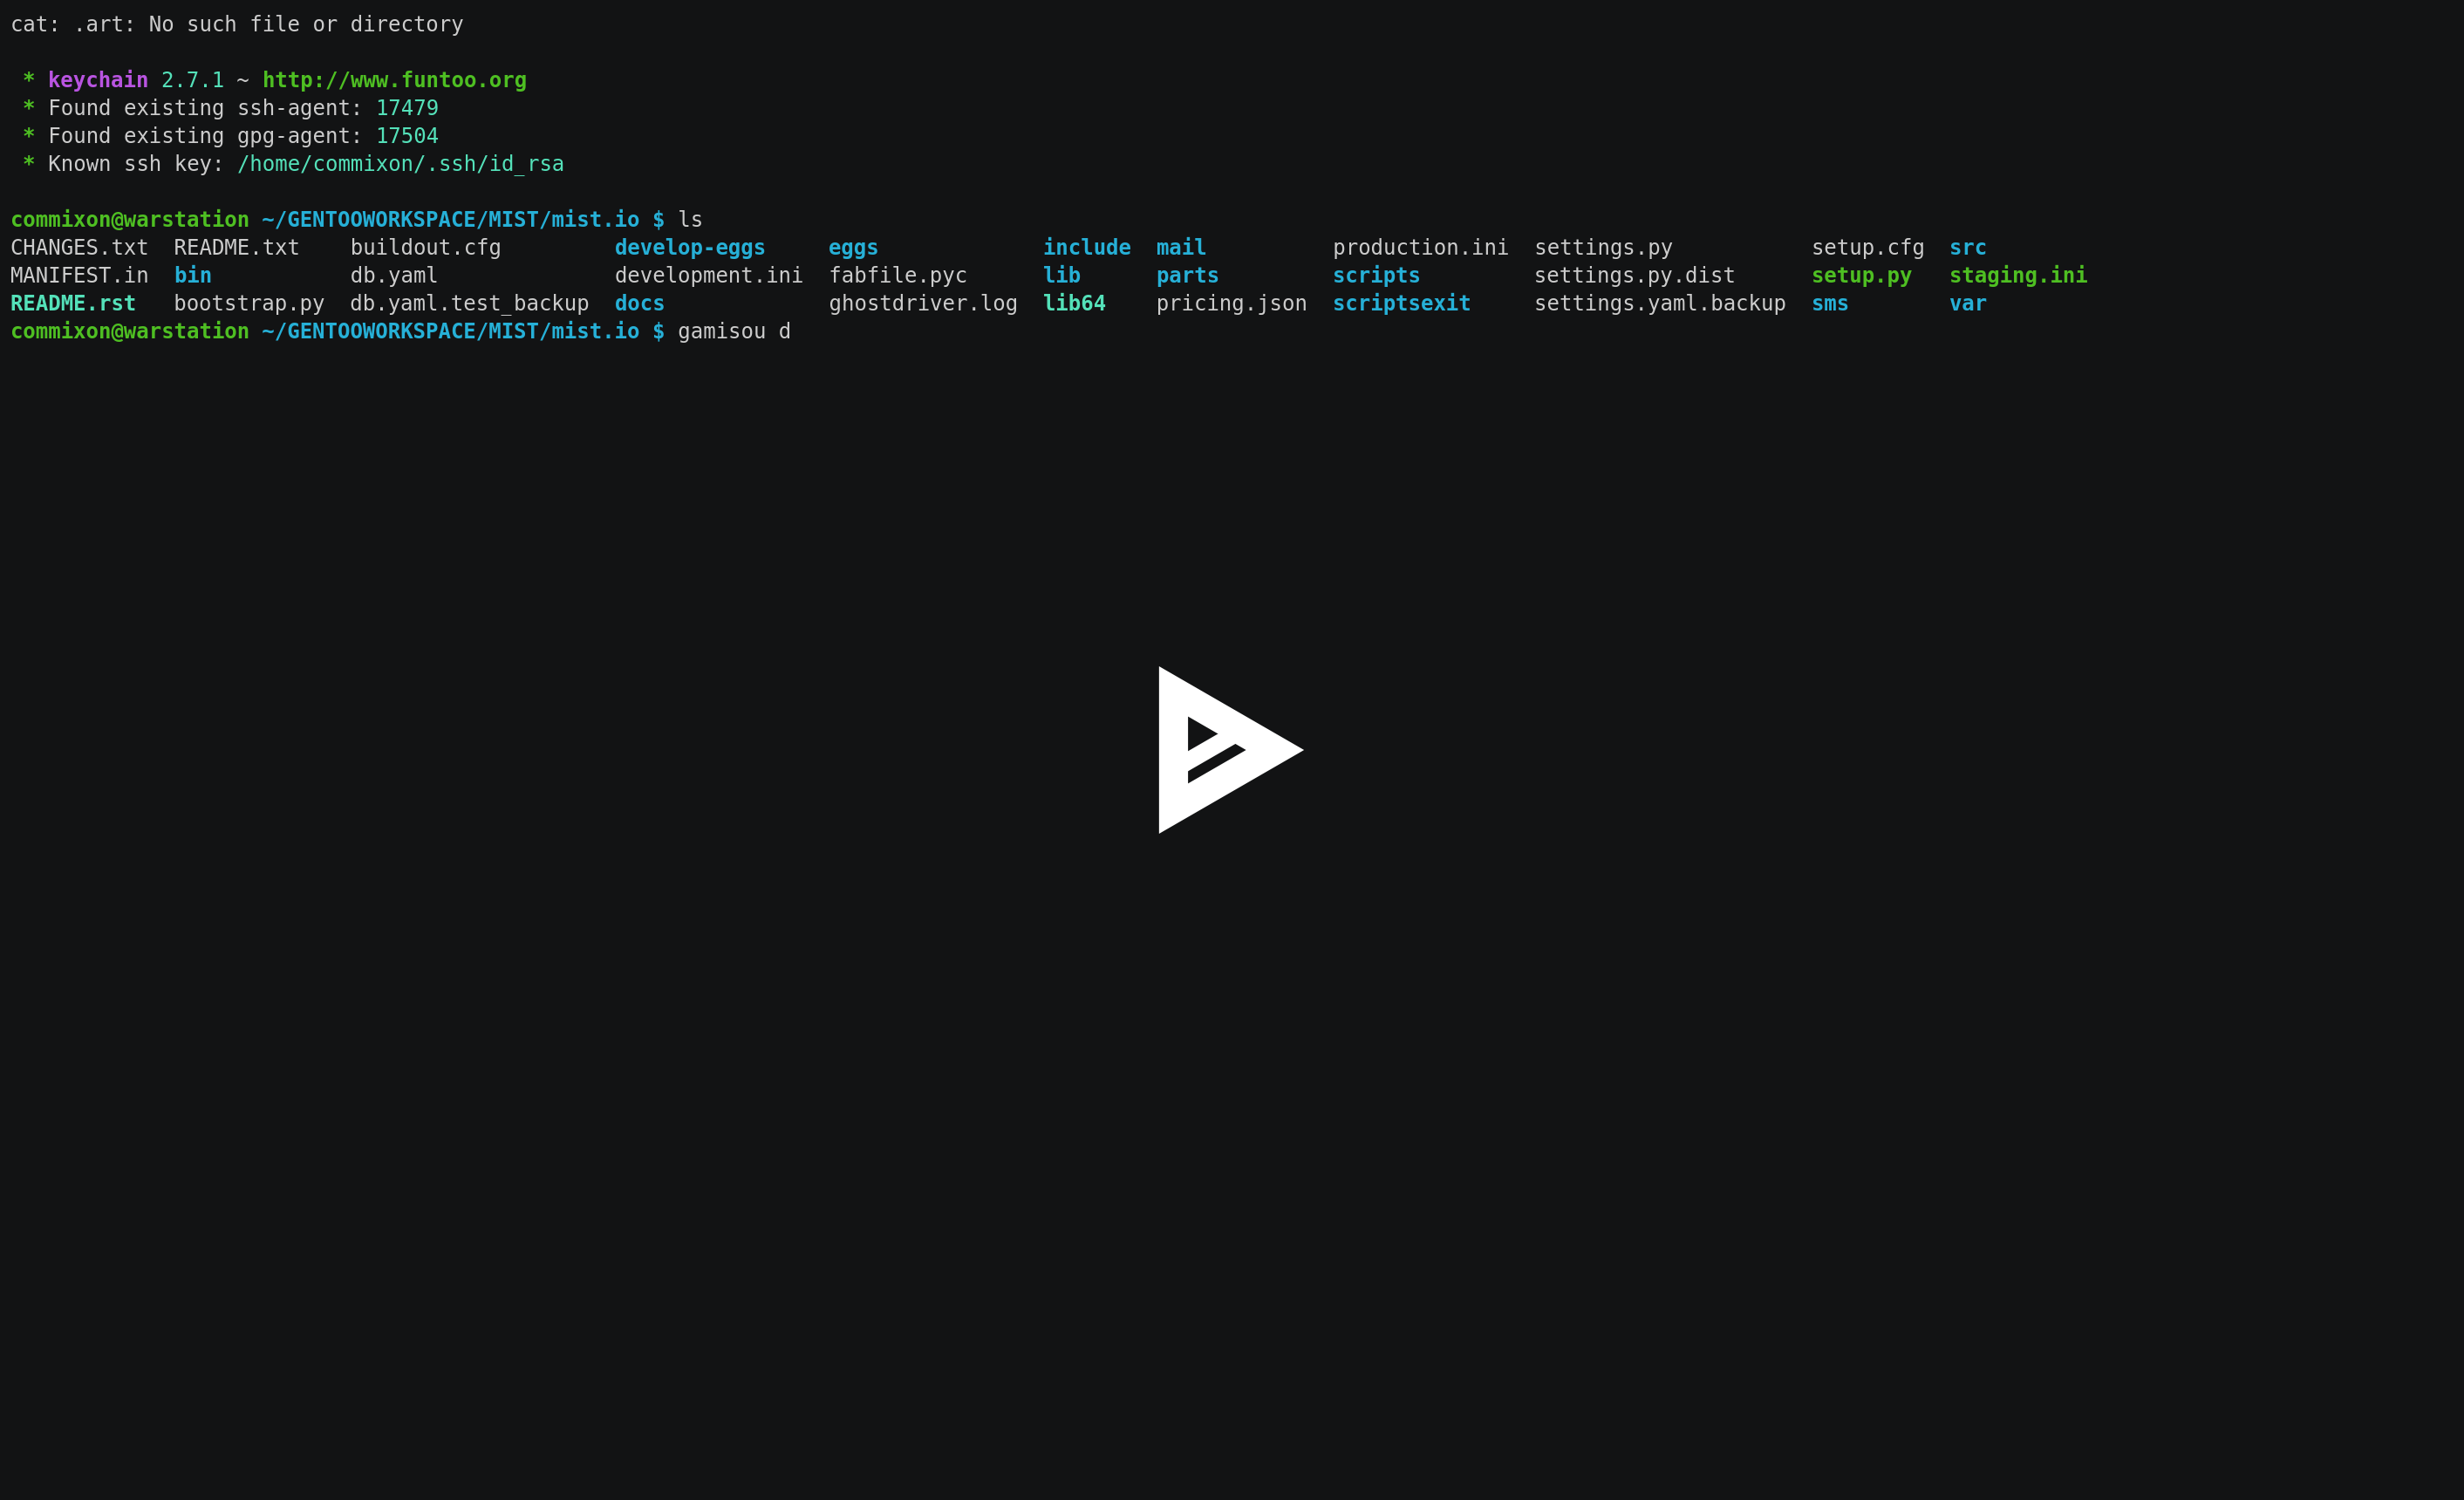 cat: .art: No such file or directory
* keychain 2.7.1 ~ http://www.funtoo.org
* Found existing ssh-agent: 17479
* Found existing gpg-agent: 17504
* Known ssh key: /home/commixon/.ssh/id_rsa
commixon@warstation ~/GENTOOWORKSPACE/MIST/mist.io $ ls
CHANGES.txt  README.txt    buildout.cfg         develop-eggs     eggs             include  mail          production.ini  settings.py           setup.cfg  src
MANIFEST.in  bin           db.yaml              development.ini  fabfile.pyc      lib      parts         scripts         settings.py.dist      setup.py   staging.ini
README.rst   bootstrap.py  db.yaml.test_backup  docs             ghostdriver.log  lib64    pricing.json  scriptsexit     settings.yaml.backup  sms        var
commixon@warstation ~/GENTOOWORKSPACE/MIST/mist.io $ gamisou d